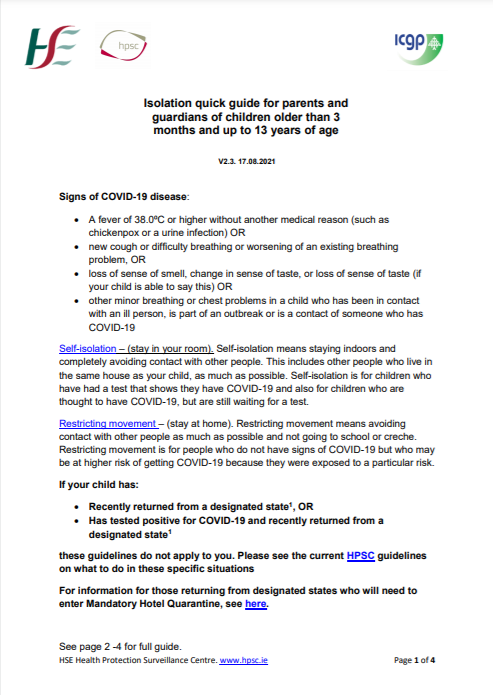 HSE
hpsc
icgp
Isolation quick guide for parents and
guardians of children older than 3
months and up to 13 years of age
V2.3. 17.08.2021
Signs of COVID-19 disease:
• A fever of 38.0ºC or higher without another medical reason (such as
chickenpox or a urine infection) OR
• new cough or difficulty breathing or worsening of an existing breathing
problem, OR
• loss of sense of smell, change in sense of taste, or loss of sense of taste (if
your child is able to say this) OR
• other minor breathing or chest problems in a child who has been in contact
with an ill person, is part of an outbreak or is a contact of someone who has
COVID-19
Self-isolation – (stay in your room). Self-isolation means staying indoors and
completely avoiding contact with other people. This includes other people who live in
the same house as your child, as much as possible. Self-isolation is for children who
have had a test that shows they have COVID-19 and also for children who are
thought to have COVID-19, but are still waiting for a test.
Restricting movement – (stay at home). Restricting movement means avoiding
contact with other people as much as possible and not going to school or creche.
Restricting movement is for people who do not have signs of COVID-19 but who may
be at higher risk of getting COVID-19 because they were exposed to a particular risk.
If your child has:
• Recently returned from a designated state¹, OR
• Has tested positive for COVID-19 and recently returned from a
designated state¹
these guidelines do not apply to you. Please see the current HPSC guidelines
on what to do in these specific situations
For information for those returning from designated states who will need to
enter Mandatory Hotel Quarantine, see here.
See page 2 -4 for full guide.
HSE Health Protection Surveillance Centre. www.hpsc.ie Page 1 of 4